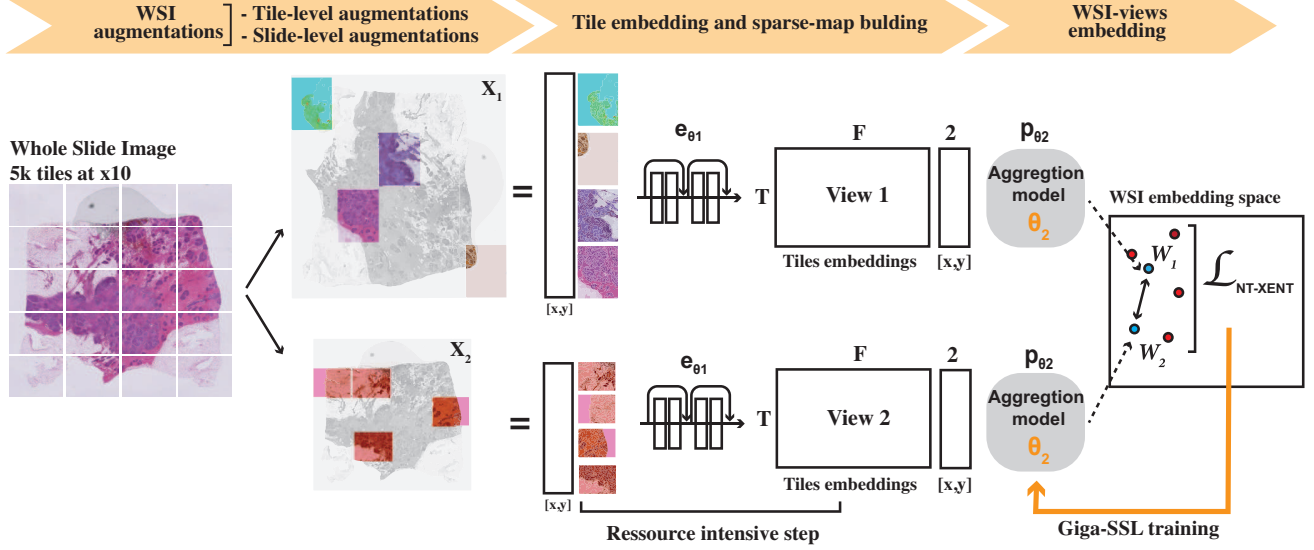 WSI
augmentations
- Tile-level augmentations
- Slide-level augmentations
Tile embedding and sparse-map bulding
WSI-views
embedding
Whole Slide Image
5k tiles at x10
X1
=
[x,y]
eθ1
T
F
View 1
Tiles embeddings
2
[x,y]
pθ2
Aggregtion
model
θ2
X2
=
[x,y]
eθ1
T
F
View 2
Tiles embeddings
2
[x,y]
pθ2
Aggregtion
model
θ2
WSI embedding space
W1
W2
ℒNT-XENT
Ressource intensive step
Giga-SSL training